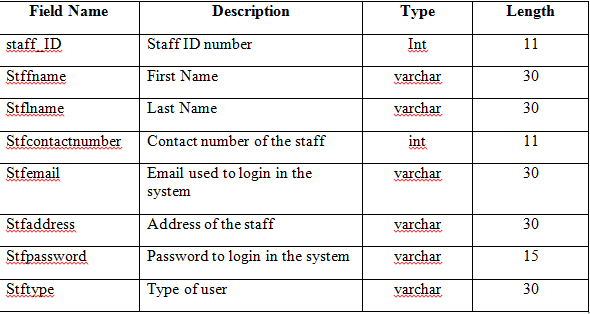 Field Name Description Type Length
staff_ID Staff ID number Int 11
Stffname First Name varchar 30
Stflname Last Name varchar 30
Stfcontactnumber Contact number of the staff int 11
Stfemail Email used to login in the varchar 30
system
Stfaddress Address of the staff varchar 30
Stfpassword Password to login in the system varchar 15
Stftype Type of user varchar 30